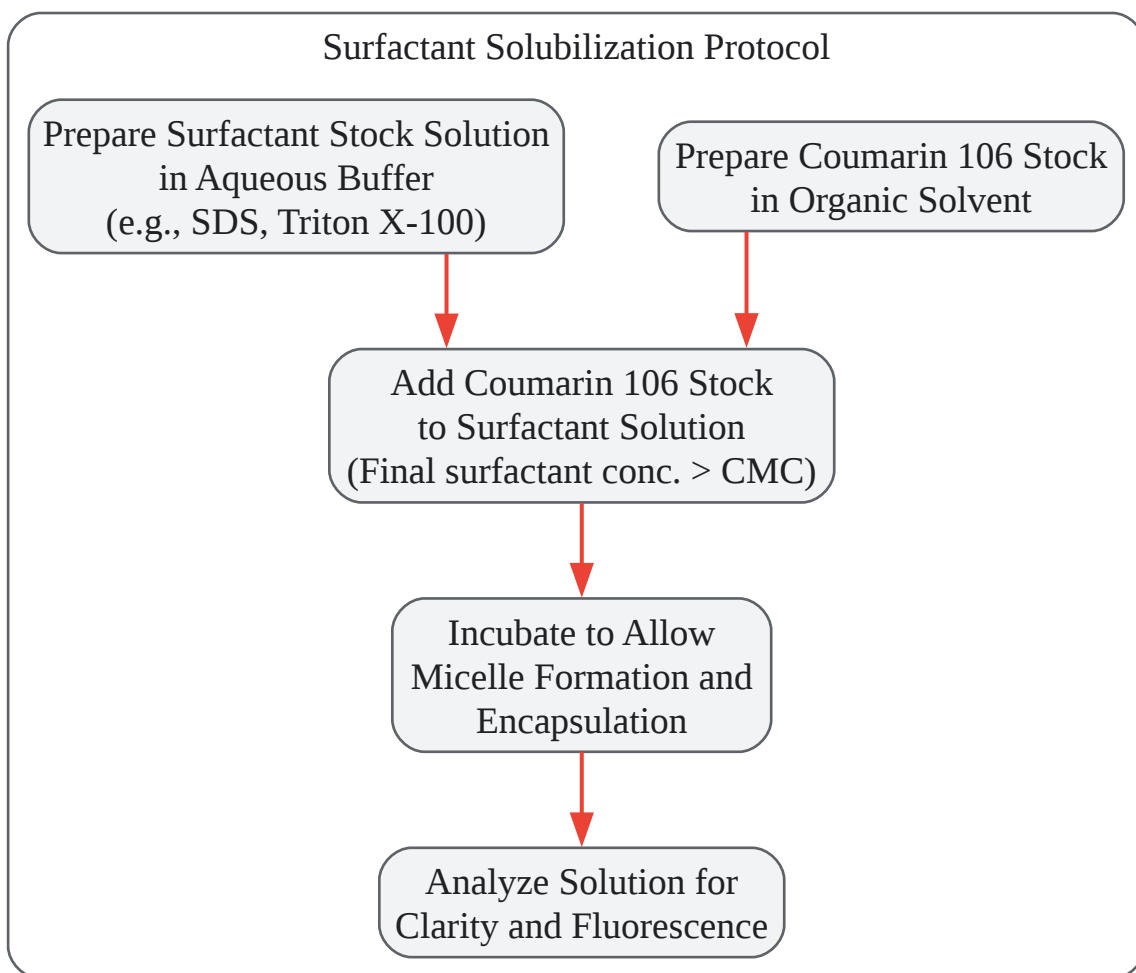 Surfactant Solubilization Protocol
Prepare Surfactant Stock Solution
in Aqueous Buffer
(e.g., SDS, Triton X-100)
Prepare Coumarin 106 Stock
in Organic Solvent
Add Coumarin 106 Stock
to Surfactant Solution
(Final surfactant conc. > CMC)
Incubate to Allow
Micelle Formation and
Encapsulation
Analyze Solution for
Clarity and Fluorescence